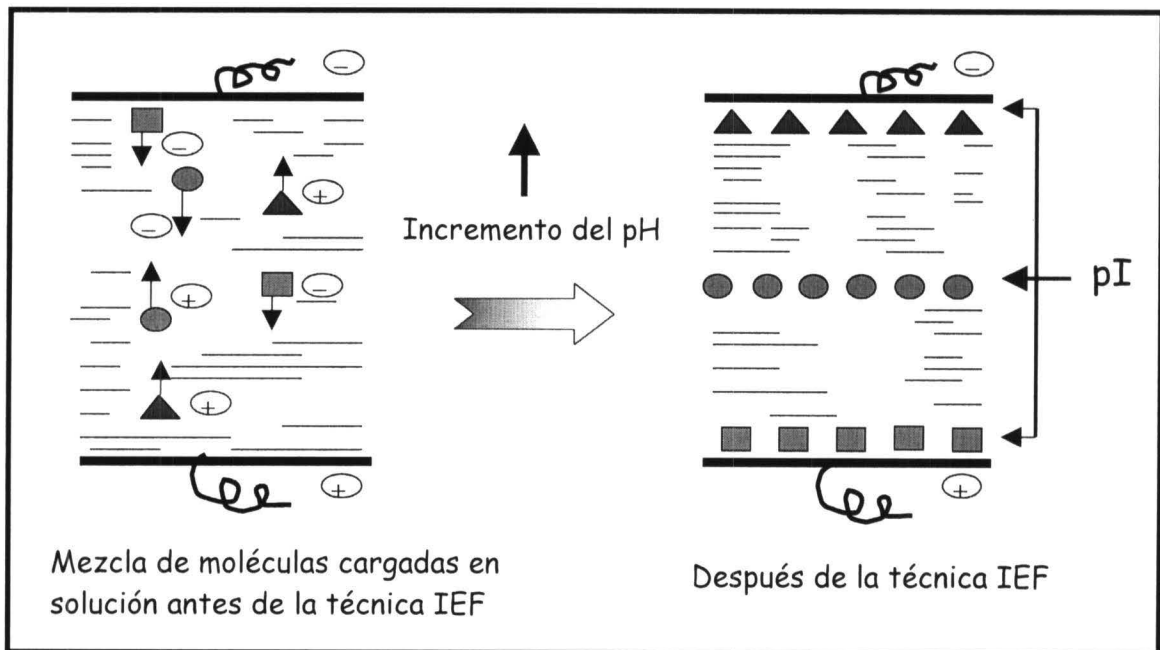 −
−
−
−
+
Incremento del pH
−
+
−
pI
+
+
+
Mezcla de moléculas cargadas en
solución antes de la técnica IEF
Después de la técnica IEF